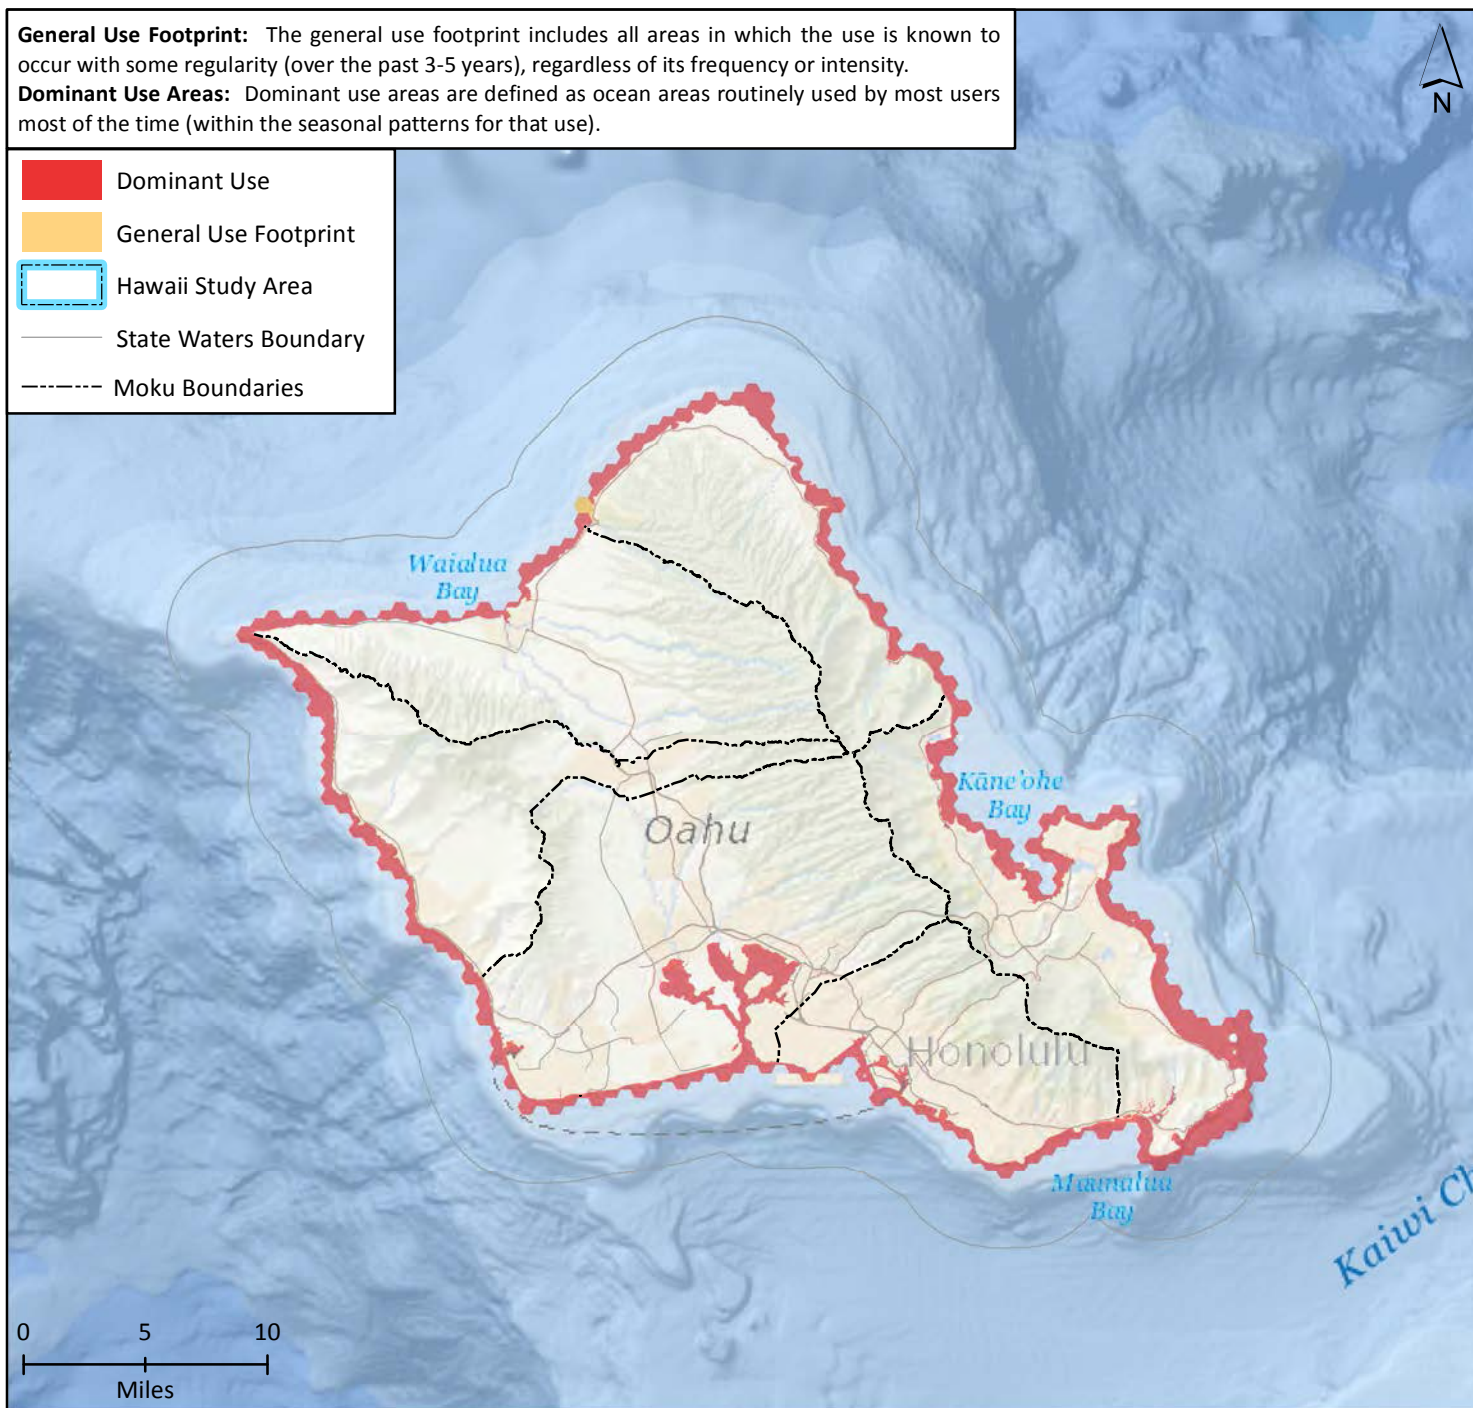 General Use Footprint: The general use footprint includes all areas in which the use is known to
occur with some regularity (over the past 3-5 years), regardless of its frequency or intensity.
Dominant Use Areas: Dominant use areas are defined as ocean areas routinely used by most users
most of the time (within the seasonal patterns for that use).
N
Dominant Use
General Use Footprint
Hawaii Study Area
State Waters Boundary
Moku Boundaries
Waialua
Bay
Kāne'ohe
Bay
Oahu
Honolulu
Maunalua
Bay
Kaiwi Ch
0 5 10
Miles